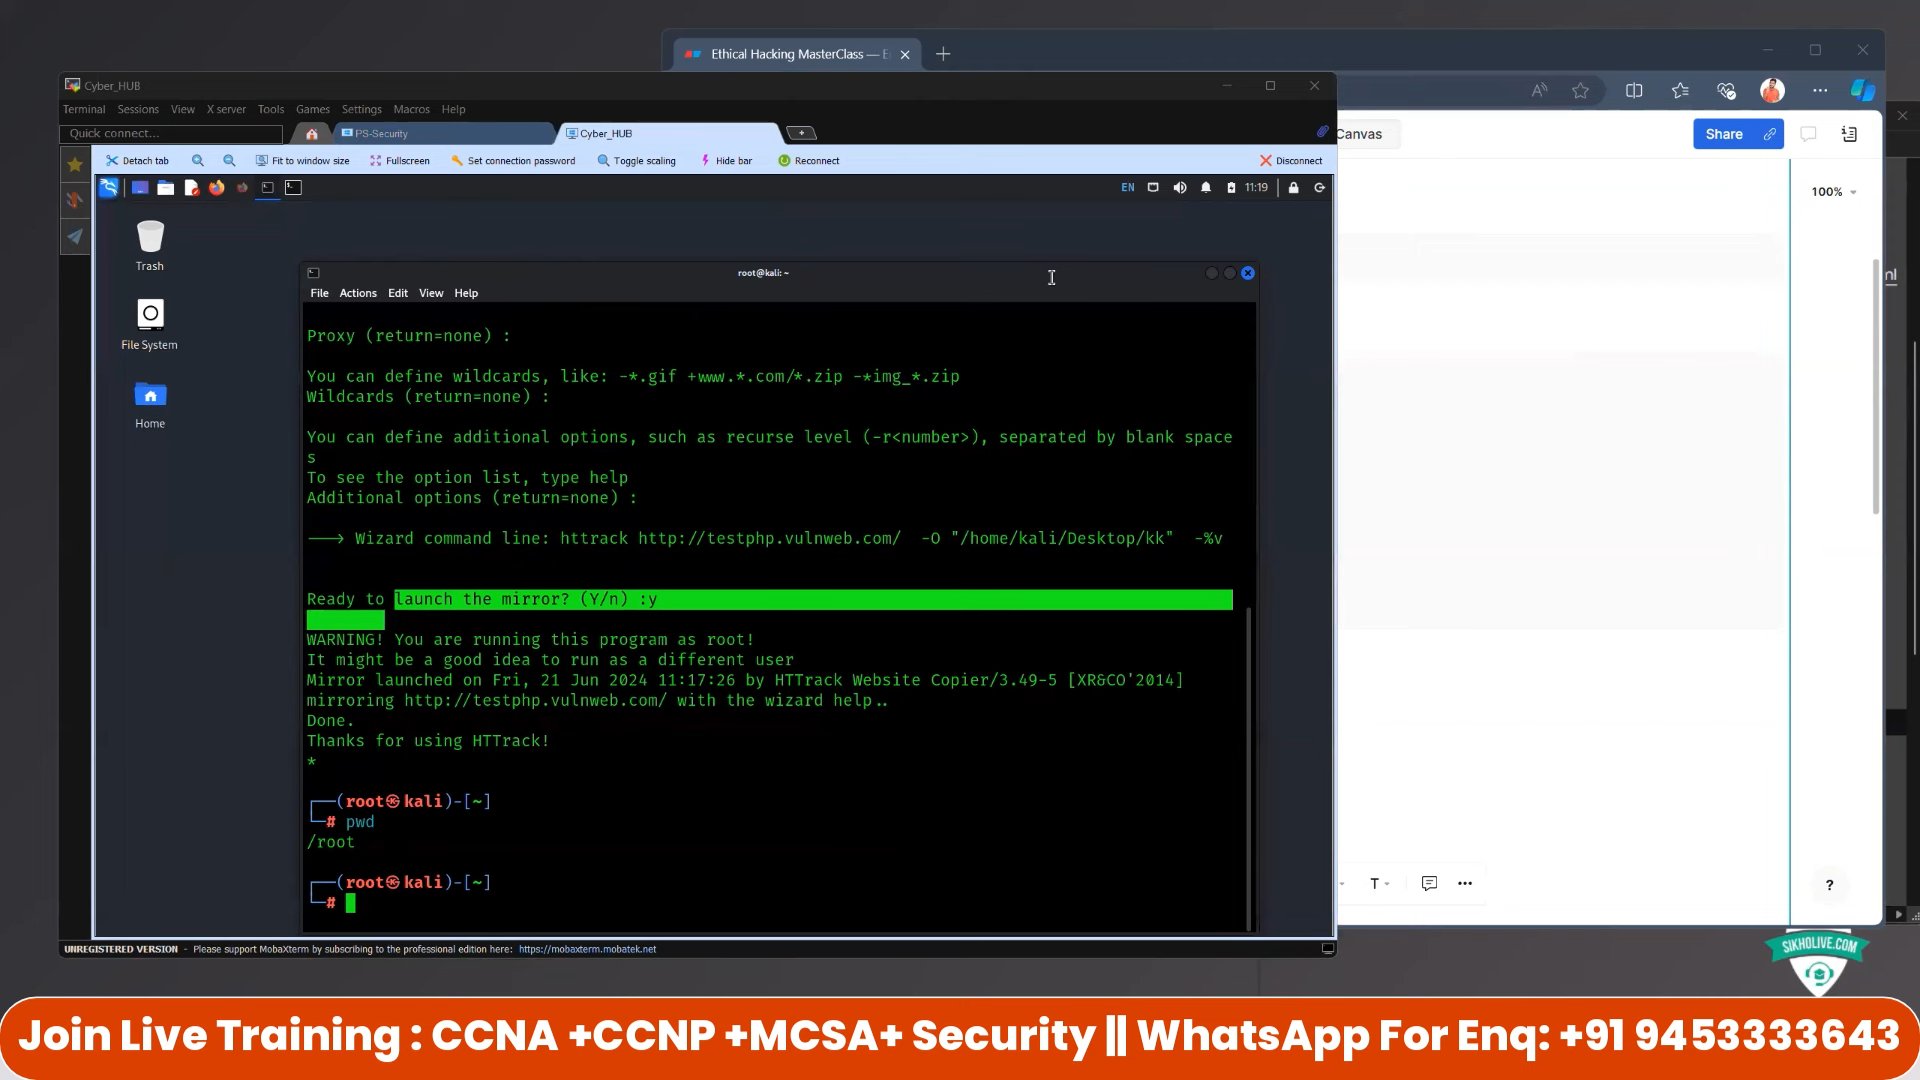 Ethical Hacking MasterClass —
Cyber_HUB
Terminal Sessions View X server Tools Games Settings Macros Help
Quick connect...
PS-Security
Cyber_HUB
Canvas
Share
Detach tab
Fit to window size
Fullscreen
Set connection password
Toggle scaling
Hide bar
Reconnect
Disconnect
EN
11:19
100%
Trash
File System
Home
root@kali: ~
File Actions Edit View Help
Proxy (return=none) :
You can define wildcards, like: -*.gif +www.*.com/*.zip -*img_*.zip
Wildcards (return=none) :
You can define additional options, such as recurse level (-r<number>), separated by blank space
s
To see the option list, type help
Additional options (return=none) :
---> Wizard command line: httrack http://testphp.vulnweb.com/ -O "/home/kali/Desktop/kk" -%v
Ready to launch the mirror? (Y/n) :y
WARNING! You are running this program as root!
It might be a good idea to run as a different user
Mirror launched on Fri, 21 Jun 2024 11:17:26 by HTTrack Website Copier/3.49-5 [XR&CO'2014]
mirroring http://testphp.vulnweb.com/ with the wizard help..
Done.
Thanks for using HTTrack!
*
(root㉿kali)-[~]
# pwd
/root
(root㉿kali)-[~]
#
T
?
UNREGISTERED VERSION - Please support MobaXterm by subscribing to the professional edition here: https://mobaxterm.mobatek.net
SIKHOLIVE.COM
Join Live Training : CCNA +CCNP +MCSA+ Security || WhatsApp For Enq: +91 9453333643